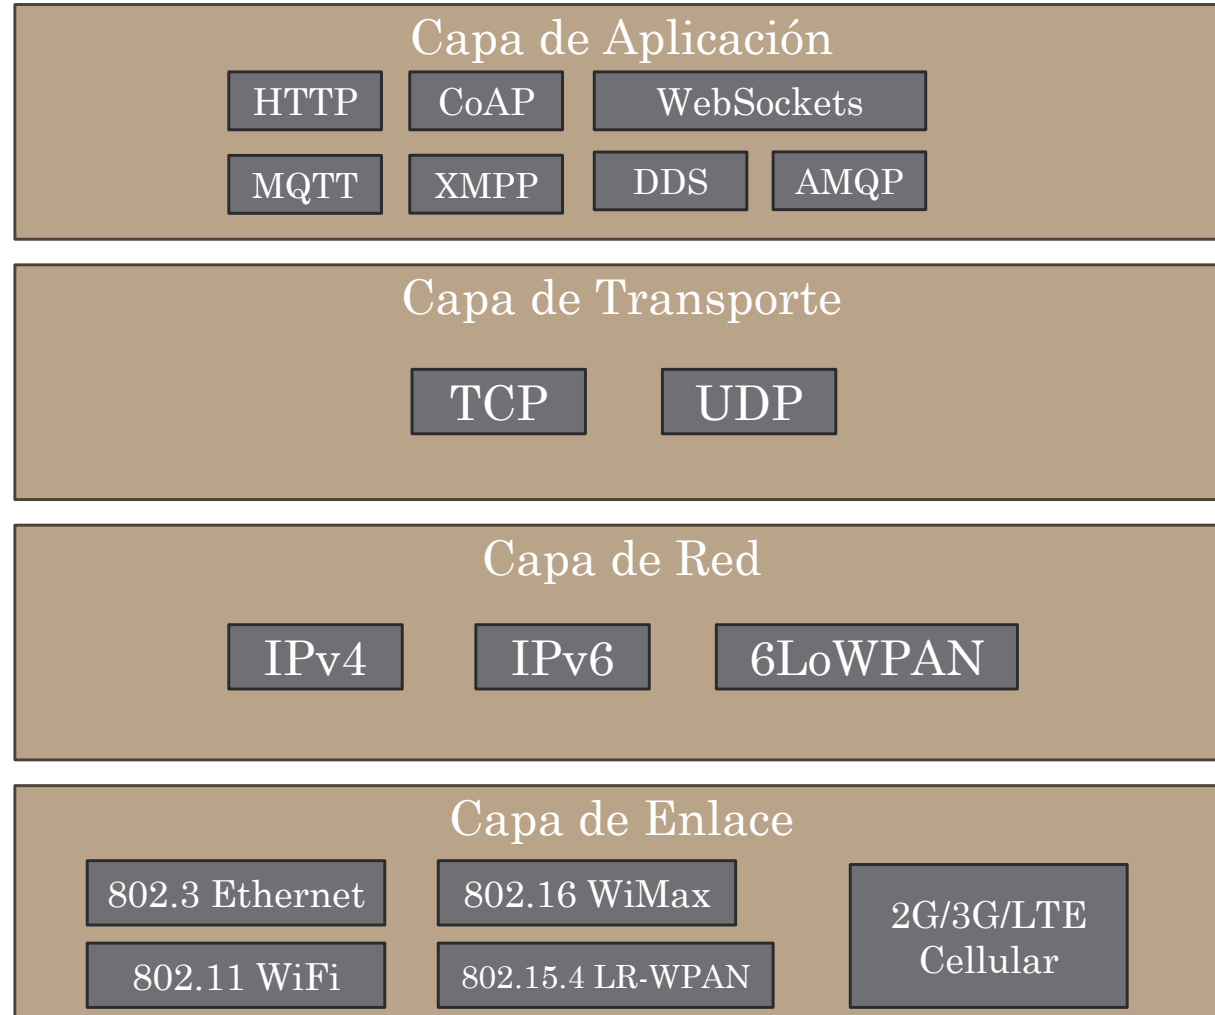 Capa de Aplicación
HTTP CoAP WebSockets
MQTT XMPP DDS AMQP
Capa de Transporte
TCP UDP
Capa de Red
IPv4 IPv6 6LoWPAN
Capa de Enlace
802.3 Ethernet 802.16 WiMax
802.11 WiFi 802.15.4 LR-WPAN
2G/3G/LTE
Cellular